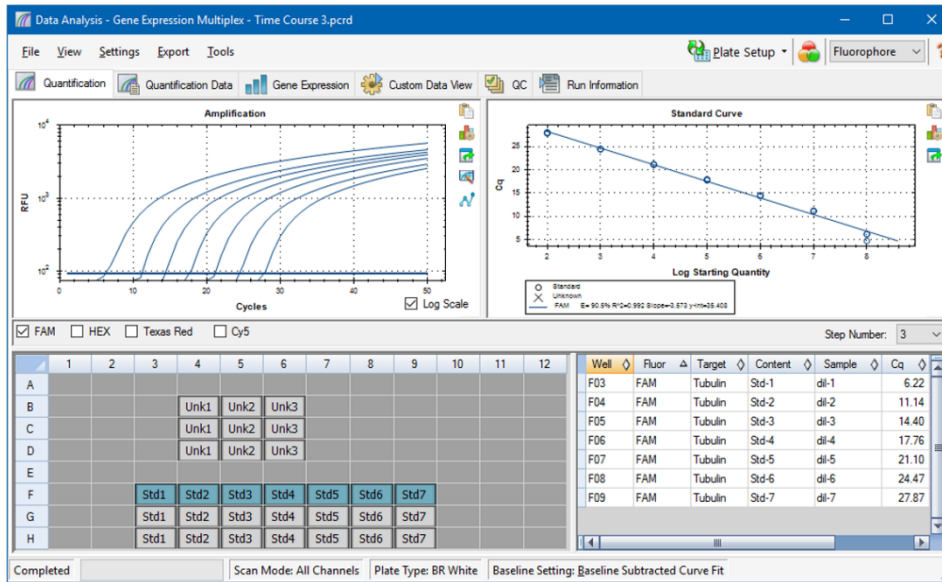 Data Analysis - Gene Expression Multiplex - Time Course 3.pcrd
File View Settings Export Tools Plate Setup Fluorophore
Quantification Quantification Data Gene Expression Custom Data View QC Run Information
Amplification
RFU
10^4
10^3
10^2
0 10 20 30 40 50
Cycles
Log Scale
Standard Curve
Cq
25
20
15
10
5
2 3 4 5 6 7 8
Log Starting Quantity
Standard
Unknown
FAM E= 90.5% R^2=0.992 Slope=-3.573 y-int=35.403
FAM HEX Texas Red Cy5 Step Number: 3
1 2 3 4 5 6 7 8 9 10 11 12
A
B Unk1 Unk2 Unk3
C Unk1 Unk2 Unk3
D Unk1 Unk2 Unk3
E
F Std1 Std2 Std3 Std4 Std5 Std6 Std7
G Std1 Std2 Std3 Std4 Std5 Std6 Std7
H Std1 Std2 Std3 Std4 Std5 Std6 Std7
Well Fluor Target Content Sample Cq
F03 FAM Tubulin Std-1 dil-1 6.22
F04 FAM Tubulin Std-2 dil-2 11.14
F05 FAM Tubulin Std-3 dil-3 14.40
F06 FAM Tubulin Std-4 dil-4 17.76
F07 FAM Tubulin Std-5 dil-5 21.10
F08 FAM Tubulin Std-6 dil-6 24.47
F09 FAM Tubulin Std-7 dil-7 27.87
Completed Scan Mode: All Channels Plate Type: BR White Baseline Setting: Baseline Subtracted Curve Fit